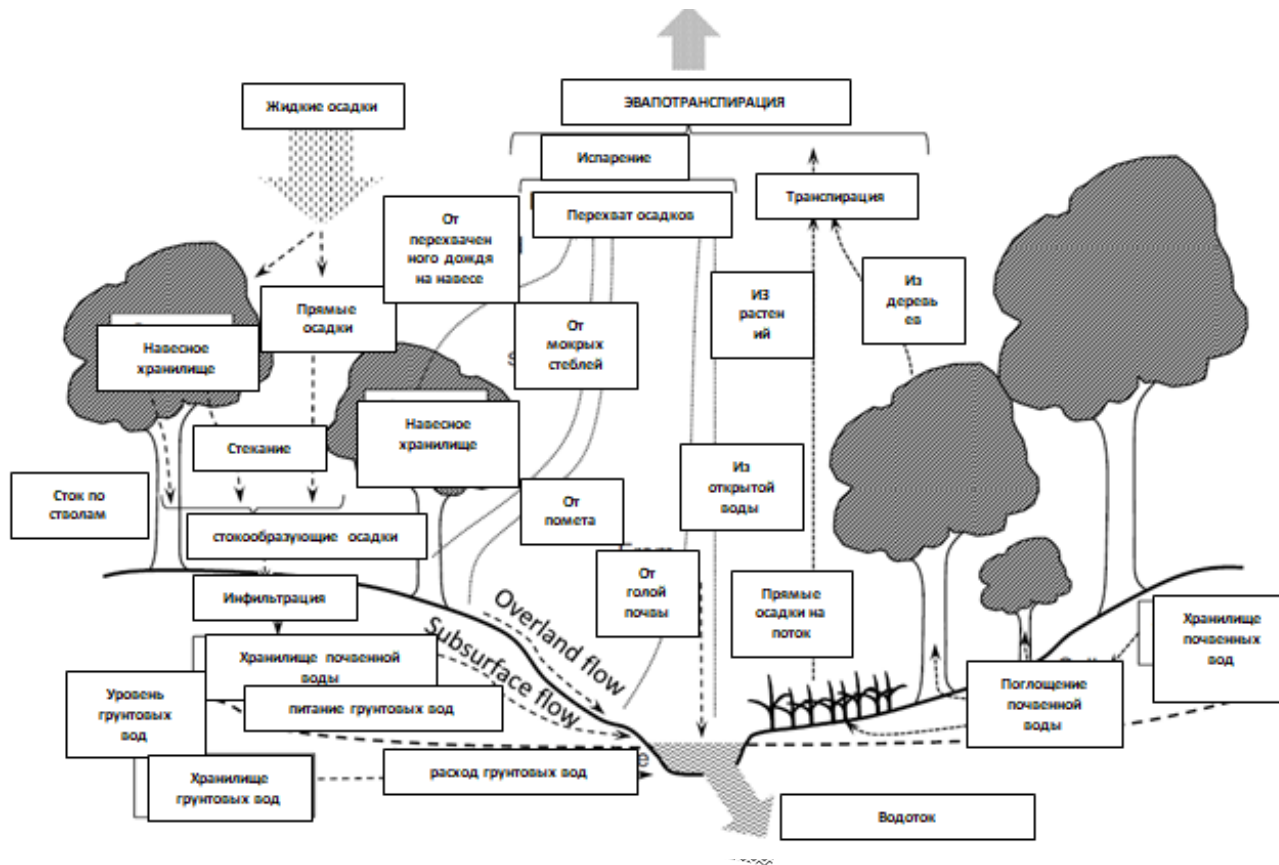 ЭВАПОТРАНСПИРАЦИЯ
Жидкие осадки
Испарение
Транспирация
Перехват осадков
От
перехвачен
ного дождя
на навесе
Прямые
осадки
ИЗ
растен
ий
Из
деревь
ев
Навесное
хранилище
От
мокрых
стеблей
Навесное
хранилище
Стекание
Из
открытой
воды
Сток по
стволам
От
помета
стокообразующие осадки
От
голой
почвы
Прямые
осадки на
поток
Инфильтрация
Overland flow
Subsurface flow
Хранилище
почвенных
вод
Хранилище почвенной
воды
Поглощение
почвенной
воды
Уровень
грунтовых
вод
питание грунтовых вод
Хранилище
грунтовых вод
расход грунтовых вод
Водоток